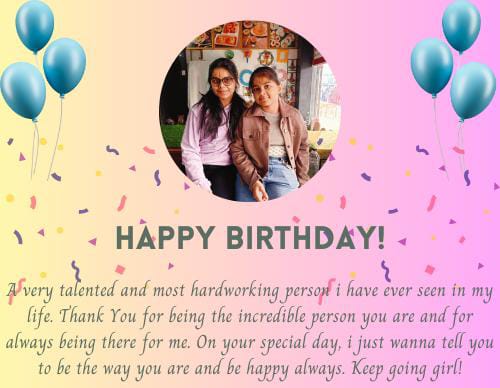 HAPPY BIRTHDAY!
A very talented and most hardworking person i have ever seen in my
life. Thank You for being the incredible person you are and for
always being there for me. On your special day, i just wanna tell you
to be the way you are and be happy always. Keep going girl!